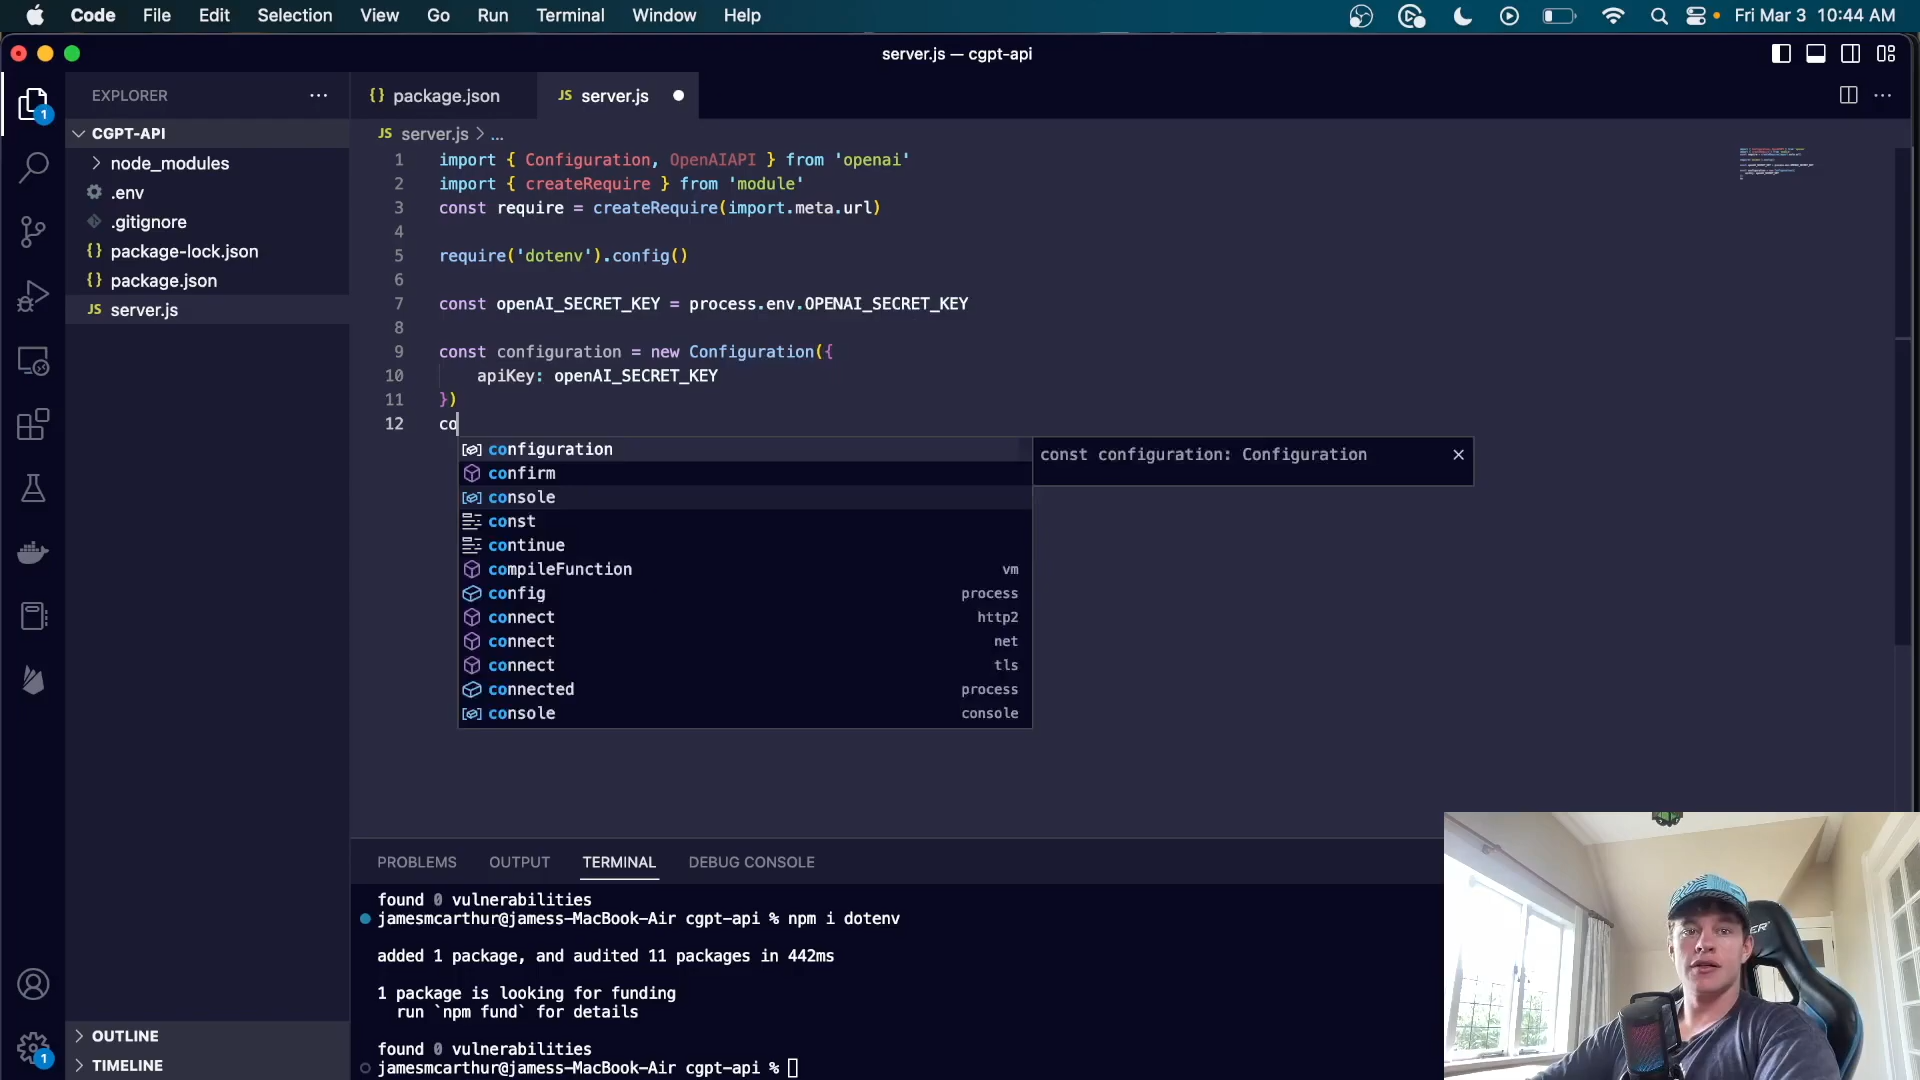 Code File Edit Selection View Go Run Terminal Window Help Fri Mar 3 10:44 AM
server.js — cgpt-api
EXPLORER
CGPT-API
node_modules
.env
.gitignore
package-lock.json
package.json
server.js
OUTLINE
TIMELINE
1
1
{} package.json
JS server.js
JS server.js > ...
1 import { Configuration, OpenAIAPI } from 'openai'
2 import { createRequire } from 'module'
3 const require = createRequire(import.meta.url)
4
5 require('dotenv').config()
6
7 const openAI_SECRET_KEY = process.env.OPENAI_SECRET_KEY
8
9 const configuration = new Configuration({
10 apiKey: openAI_SECRET_KEY
11 })
12 co
configuration
confirm
console
const
continue
compileFunction vm
config process
connect http2
connect net
connect tls
connected process
console console
const configuration: Configuration
PROBLEMS OUTPUT TERMINAL DEBUG CONSOLE
found 0 vulnerabilities
jamesmcarthur@jamess-MacBook-Air cgpt-api % npm i dotenv
added 1 package, and audited 11 packages in 442ms
1 package is looking for funding
run `npm fund` for details
found 0 vulnerabilities
jamesmcarthur@jamess-MacBook-Air cgpt-api %